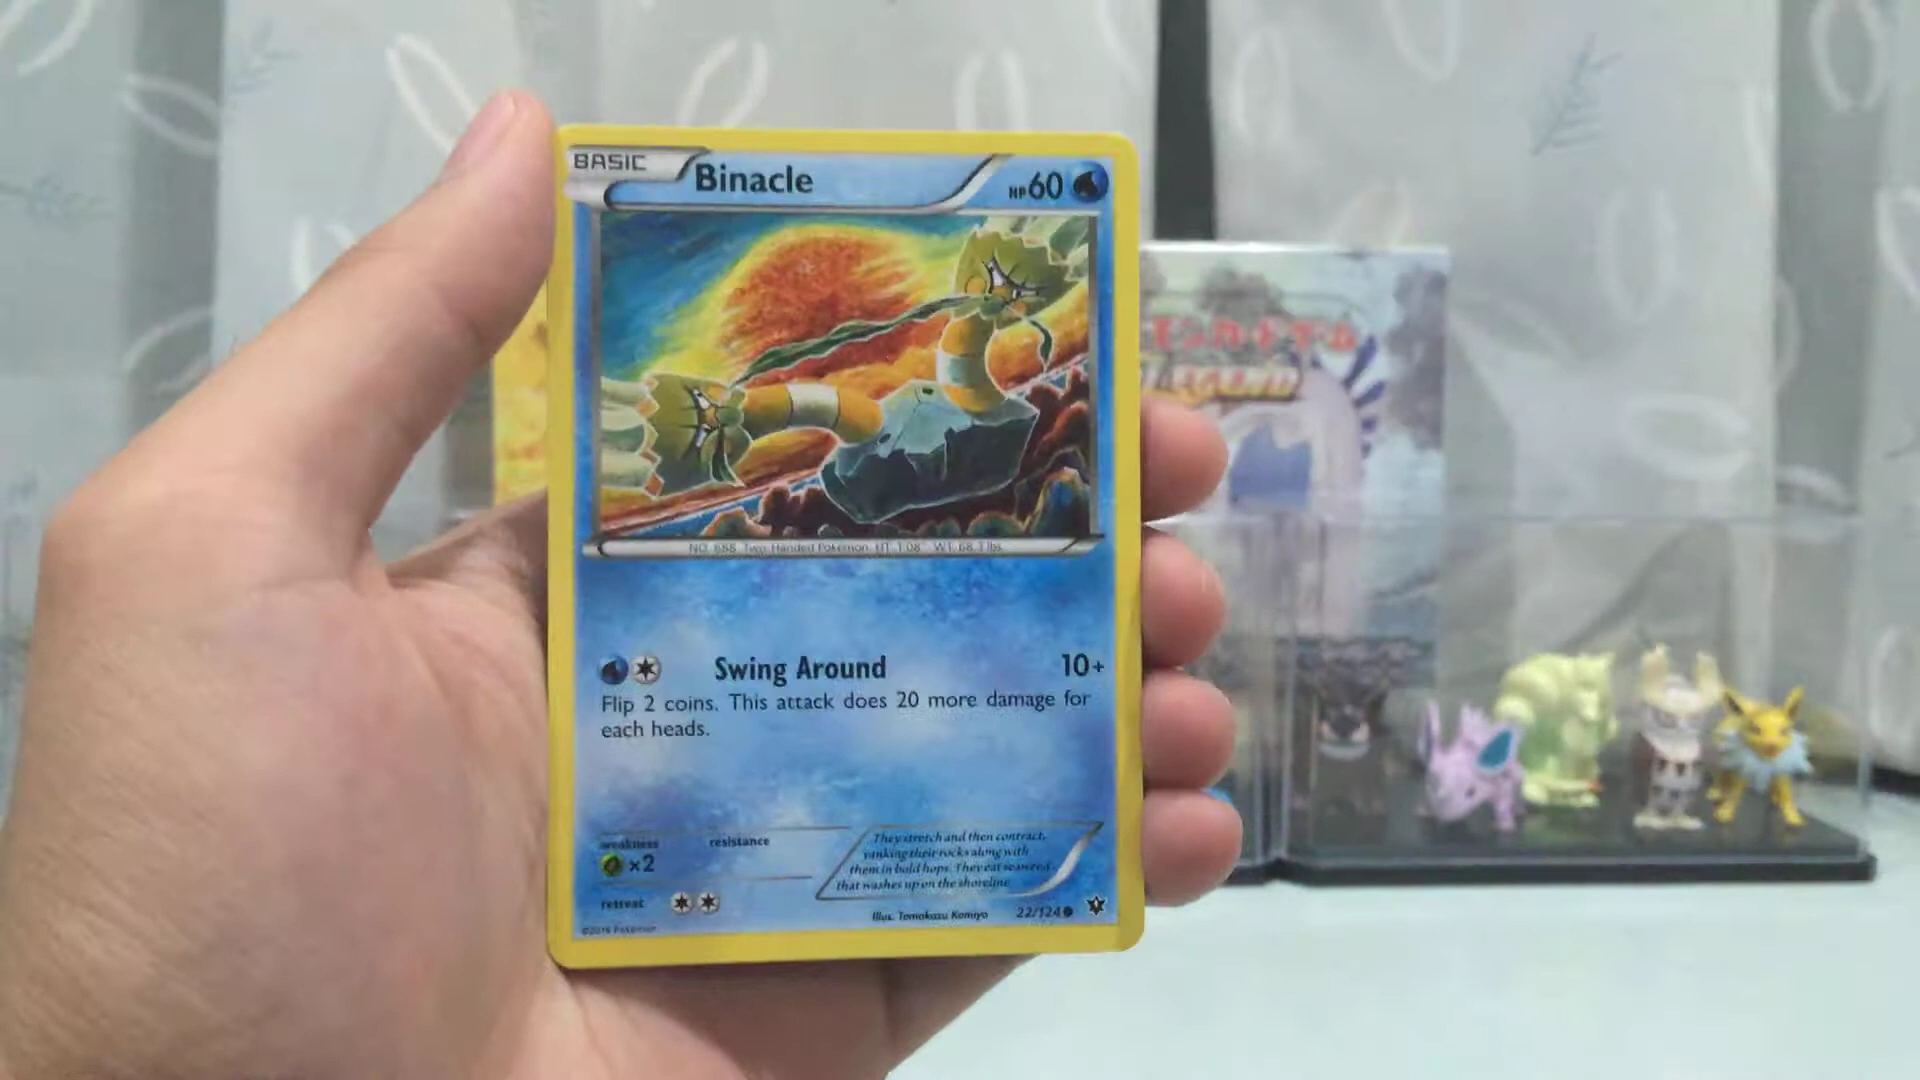 BASIC
Binacle
HP60
NO. 688 Two-Handed Pokémon HT 1'08" WT 68.3 lbs.
Swing Around 10+
Flip 2 coins. This attack does 20 more damage for
each heads.
weakness
×2
resistance
They stretch and then contract,
yanking their rocks along with
them in bold hops. They eat seaweed
that washes up on the shoreline
retreat
Illus. Tomokazu Komiya
22/124
©2016 Pokémon